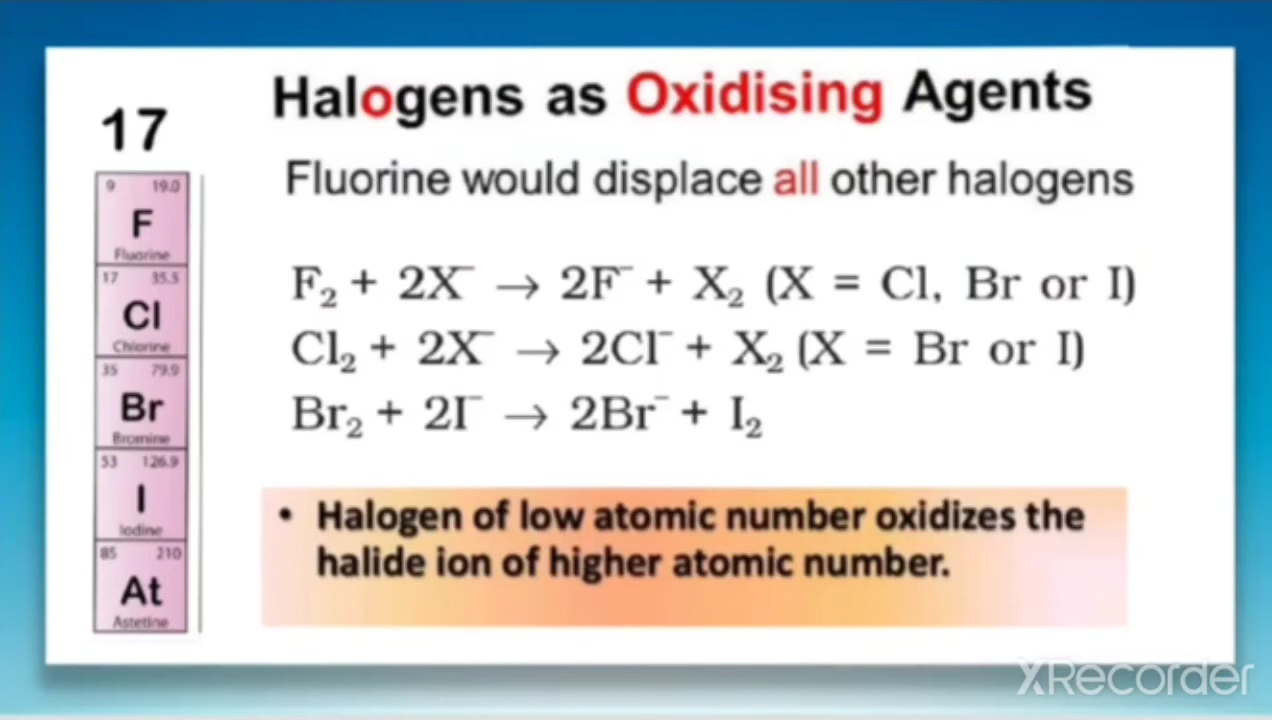 Halogens as Oxidising Agents
17
Fluorine would displace all other halogens
9 19.0
F
Fluorine
17 35.5
Cl
Chlorine
35 79.9
Br
Bromine
53 126.9
I
Iodine
85 210
At
Astetine
F₂ + 2X⁻ → 2F⁻ + X₂ (X = Cl, Br or I)
Cl₂ + 2X⁻ → 2Cl⁻ + X₂ (X = Br or I)
Br₂ + 2I⁻ → 2Br⁻ + I₂
• Halogen of low atomic number oxidizes the
halide ion of higher atomic number.
XRecorder